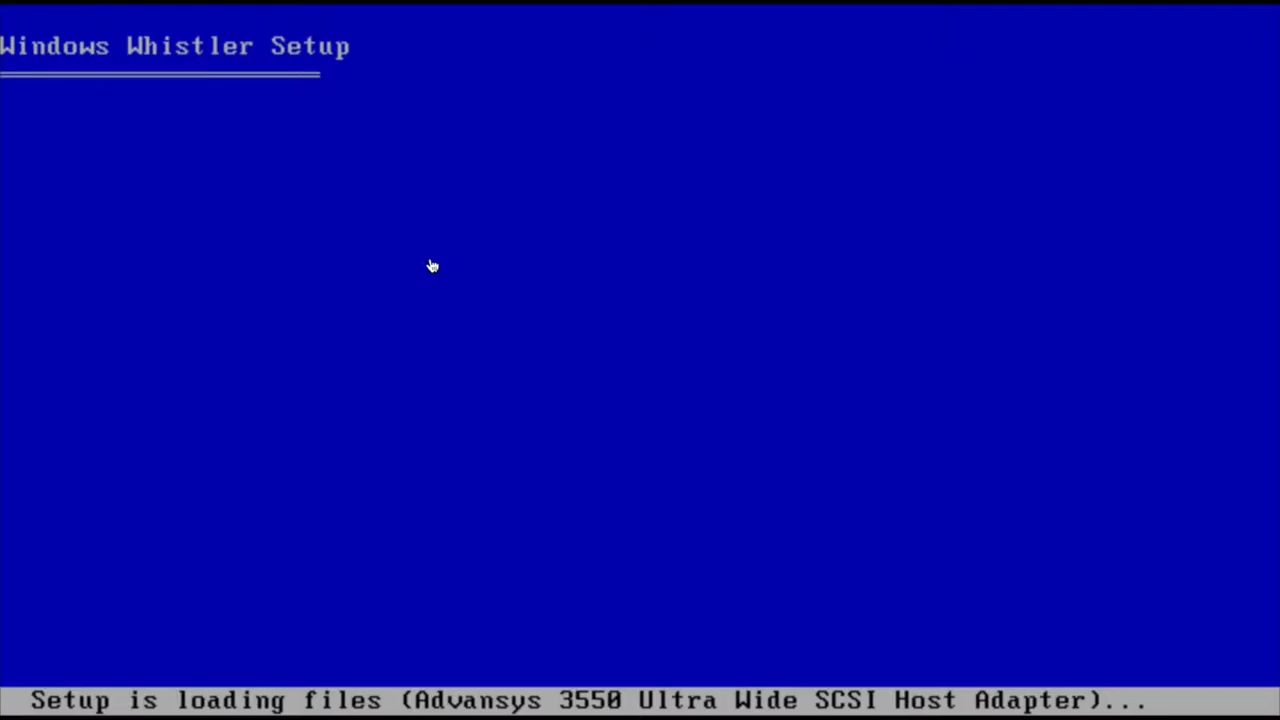 Windows Whistler Setup
Setup is loading files (Advansys 3550 Ultra Wide SCSI Host Adapter)...